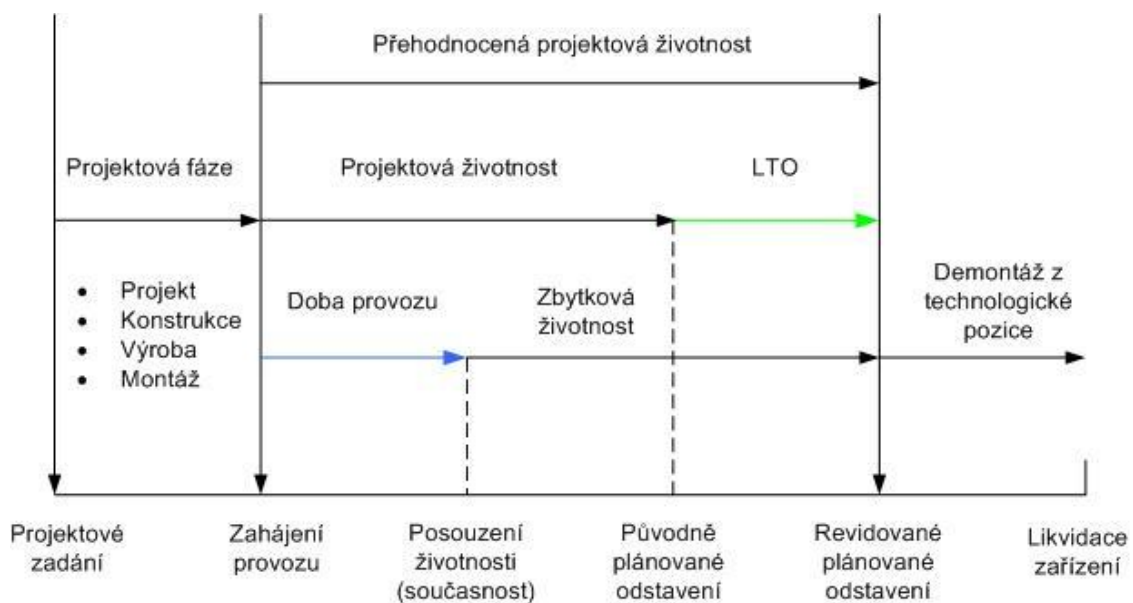 Přehodnocená projektová životnost
Projektová fáze
Projektová životnost
LTO
• Projekt
• Konstrukce
• Výroba
• Montáž
Doba provozu
Zbytková
životnost
Demontáž z
technologické
pozice
Projektové
zadání
Zahájení
provozu
Posouzení
životnosti
(současnost)
Původně
plánované
odstavení
Revidované
plánované
odstavení
Likvidace
zařízení